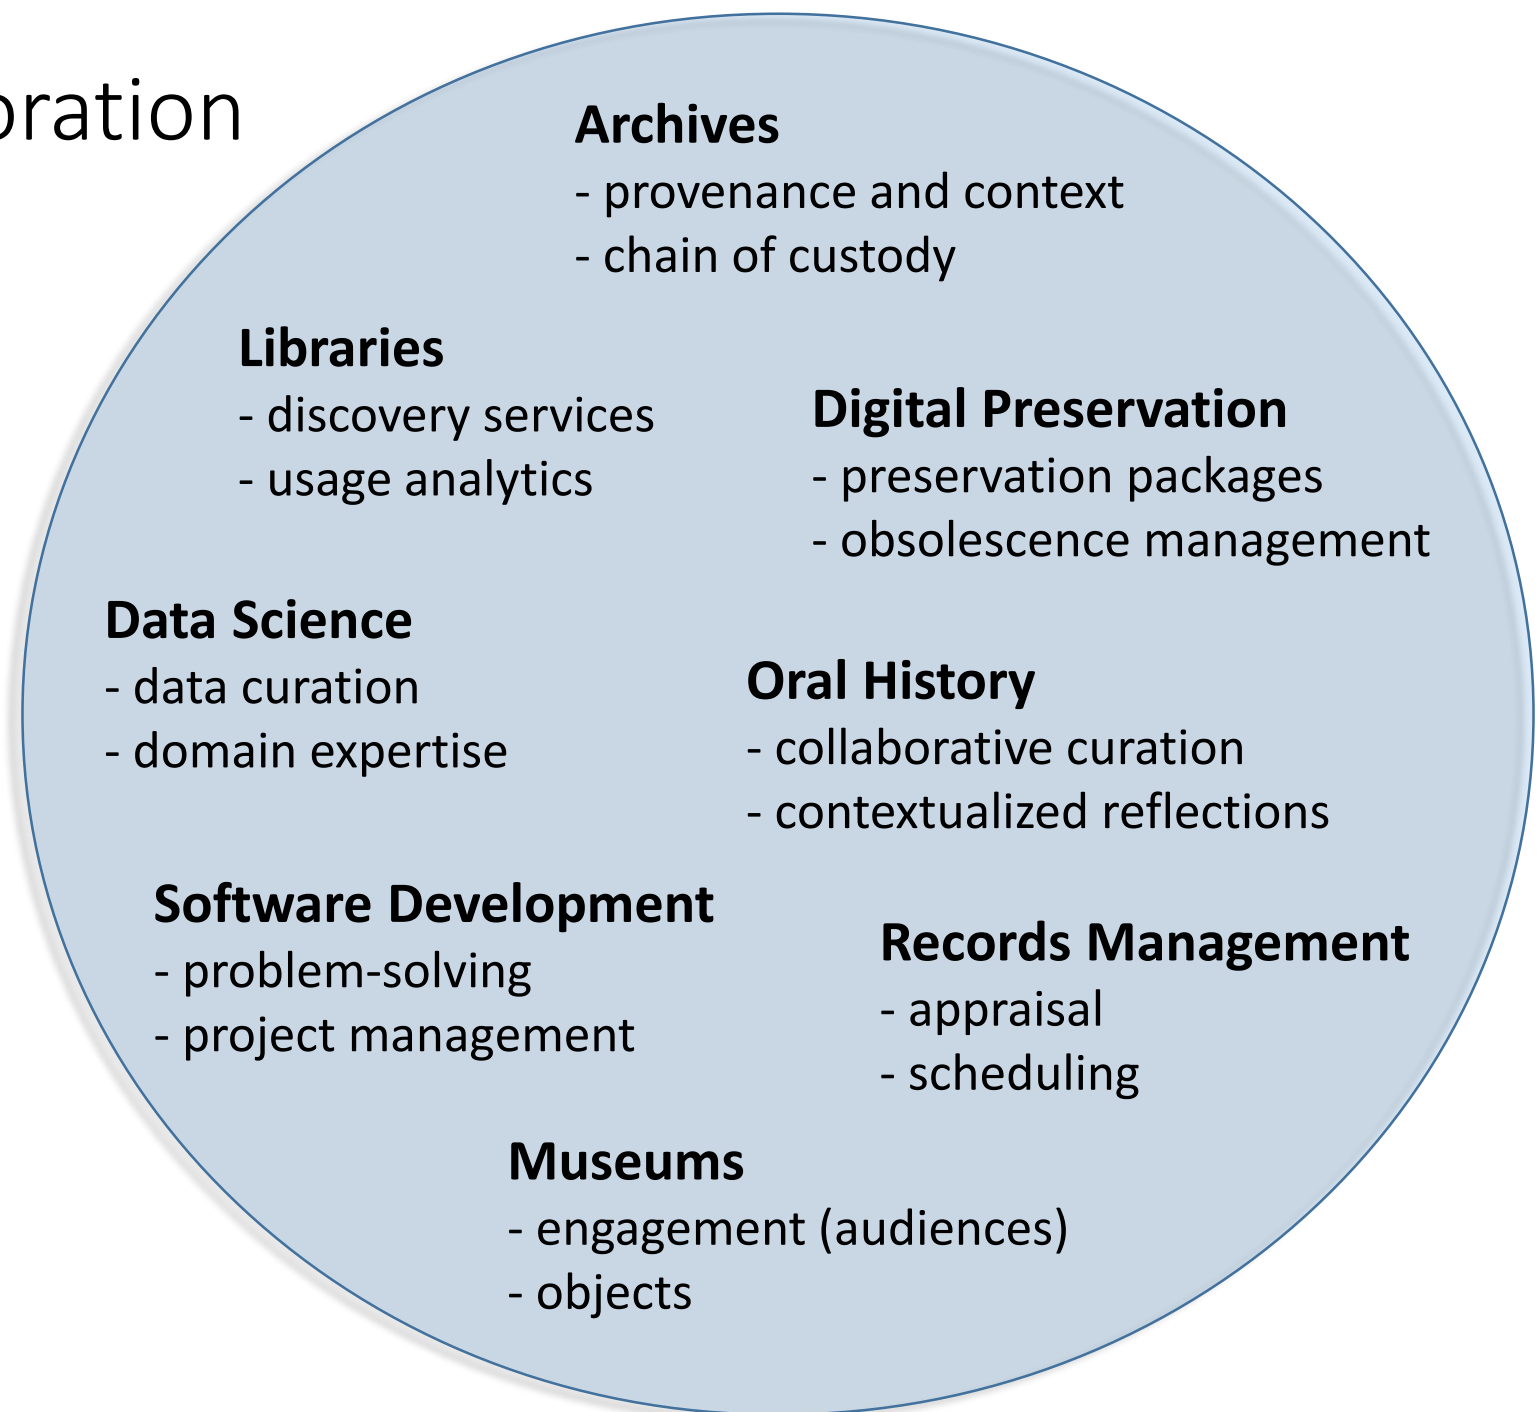 oration
Archives
- provenance and context
- chain of custody
Libraries
- discovery services
- usage analytics
Digital Preservation
- preservation packages
- obsolescence management
Data Science
- data curation
- domain expertise
Oral History
- collaborative curation
- contextualized reflections
Software Development
- problem-solving
- project management
Records Management
- appraisal
- scheduling
Museums
- engagement (audiences)
- objects